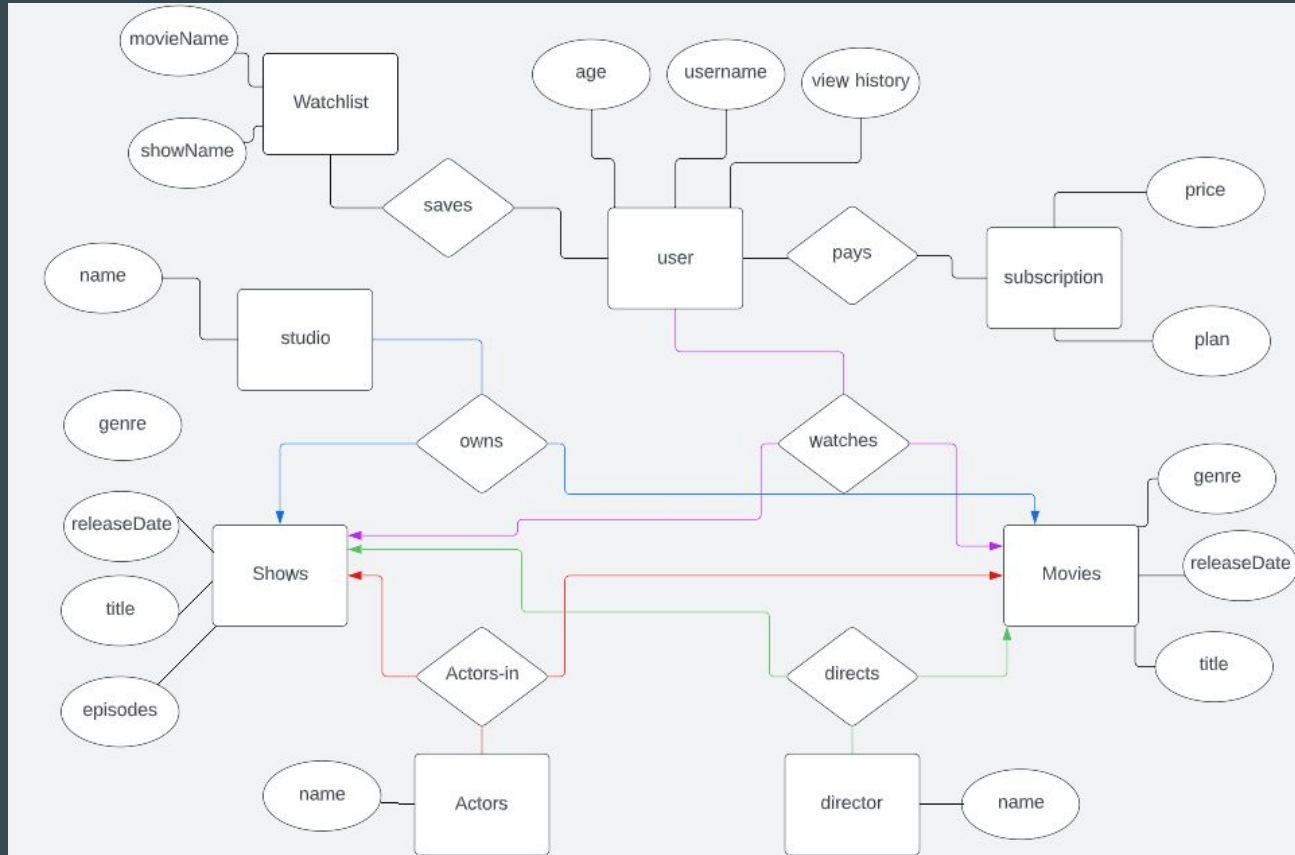 movieName
Watchlist
showName
age
username
view history
saves
user
pays
price
subscription
plan
name
studio
genre
owns
watches
genre
releaseDate
Shows
title
episodes
Movies
releaseDate
title
Actors-in
directs
name
Actors
director
name